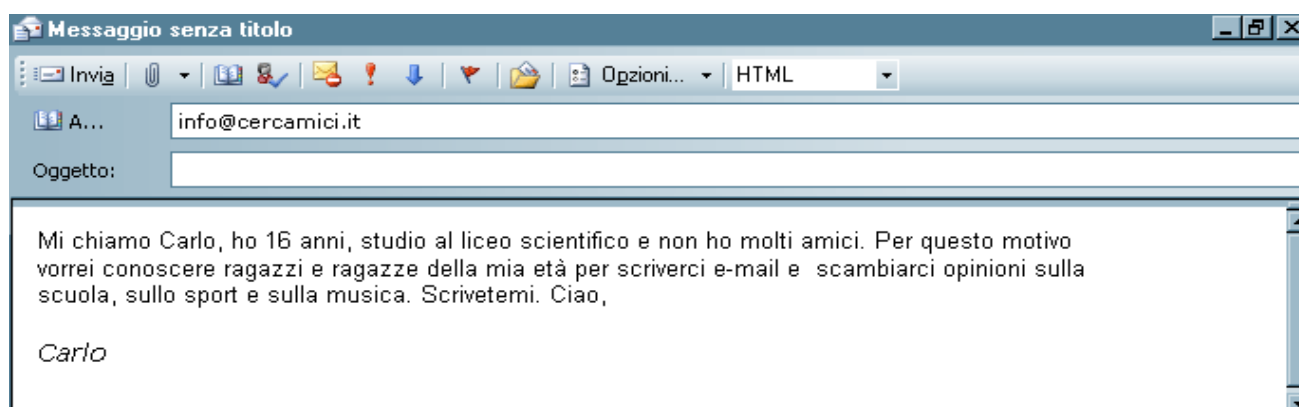 Messaggio senza titolo
Invia Opzioni... HTML
A... info@cercamici.it
Oggetto:
Mi chiamo Carlo, ho 16 anni, studio al liceo scientifico e non ho molti amici. Per questo motivo
vorrei conoscere ragazzi e ragazze della mia età per scriverci e-mail e  scambiarci opinioni sulla
scuola, sullo sport e sulla musica. Scrivetemi. Ciao,
Carlo